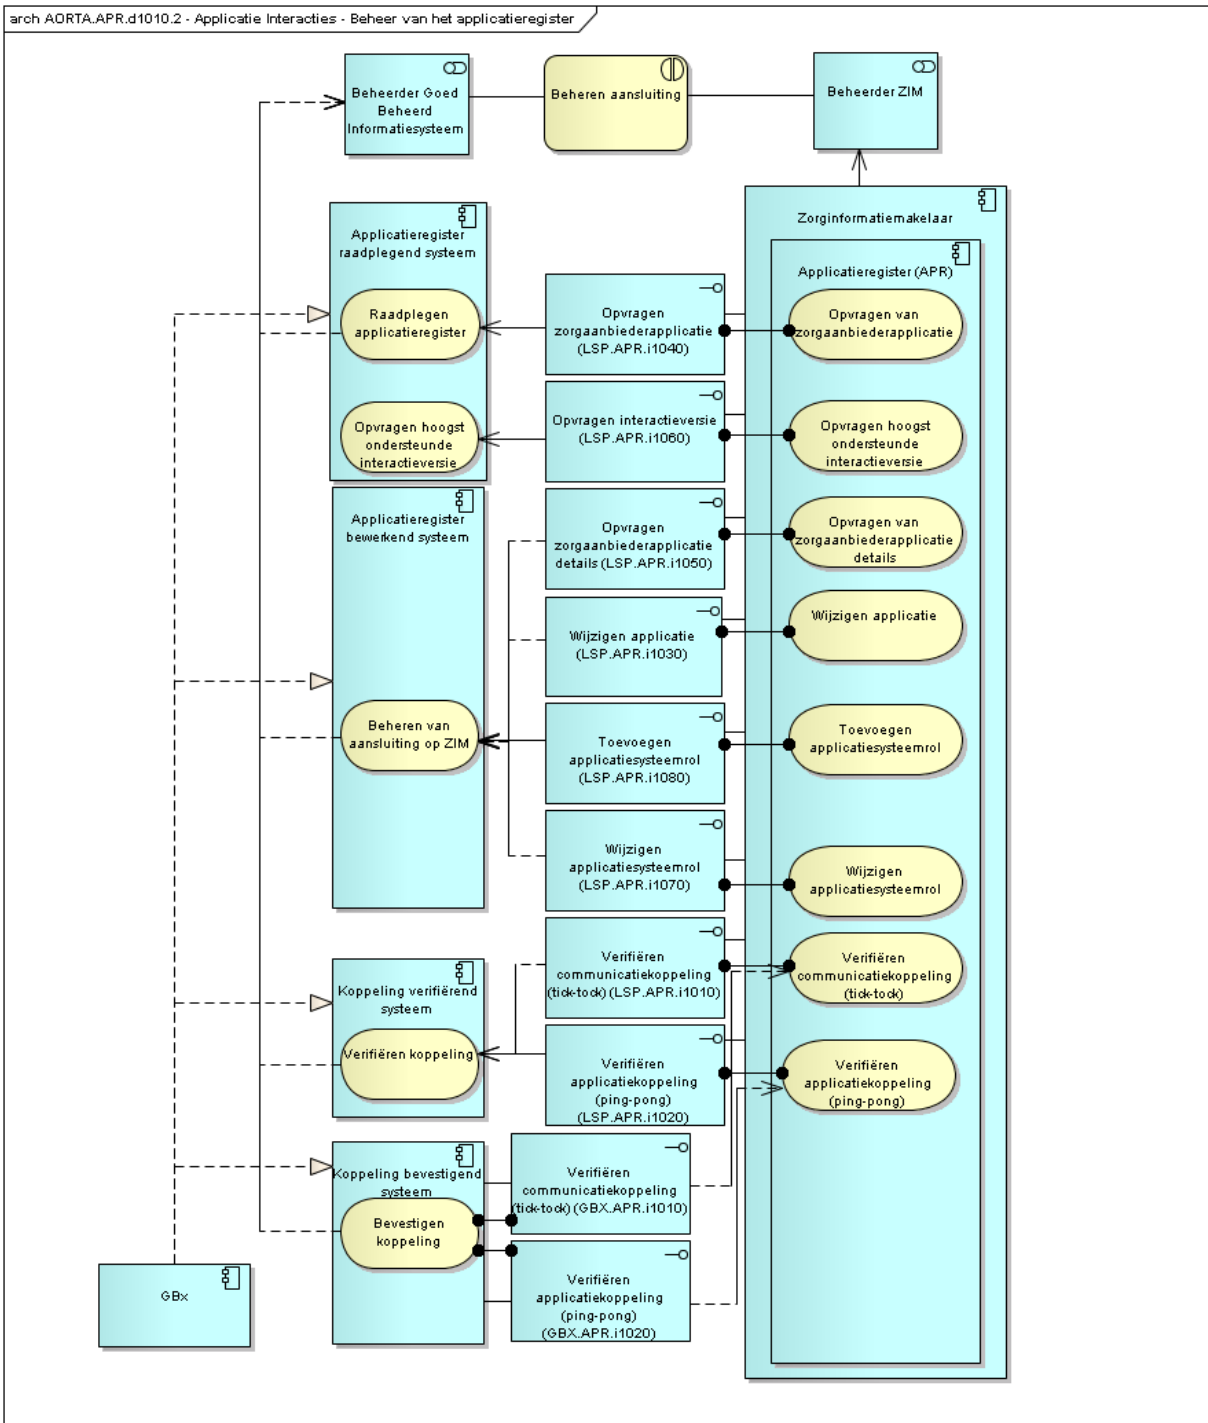 arch AORTA.APR.d1010.2 - Applicatie Interacties - Beheer van het applicatieregister
Beheerder Goed
Beheerd
Informatiesysteem
Beheren aansluiting
Beheerder ZIM
Zorginformatiemakelaar
Applicatieregister (APR)
Applicatieregister
raadplegend systeem
Raadplegen
applicatieregister
Opvragen
zorgaanbiederapplicatie
(LSP.APR.i1040)
Opvragen van
zorgaanbiederapplicatie
Opvragen hoogst
ondersteunde
interactieversie
Opvragen interactieversie
(LSP.APR.i1060)
Opvragen hoogst
ondersteunde
interactieversie
Applicatieregister
bewerkend systeem
Opvragen
zorgaanbiederapplicatie
details (LSP.APR.i1050)
Opvragen van
zorgaanbiederapplicatie
details
Wijzigen applicatie
(LSP.APR.i1030)
Wijzigen applicatie
Beheren van
aansluiting op ZIM
Toevoegen
applicatiesysteemrol
(LSP.APR.i1080)
Toevoegen
applicatiesysteemrol
Wijzigen
applicatiesysteemrol
(LSP.APR.i1070)
Wijzigen
applicatiesysteemrol
Koppeling verifiërend
systeem
Verifiëren koppeling
Verifiëren
communicatiekoppeling
(tick-tock) (LSP.APR.i1010)
Verifiëren
communicatiekoppeling
(tick-tock)
Verifiëren
applicatiekoppeling
(ping-pong)
(LSP.APR.i1020)
Verifiëren
applicatiekoppeling
(ping-pong)
Koppeling bevestigend
systeem
Bevestigen
koppeling
Verifiëren
communicatiekoppeling
(tick-tock) (GBX.APR.i1010)
Verifiëren
applicatiekoppeling
(ping-pong)
(GBX.APR.i1020)
GBx